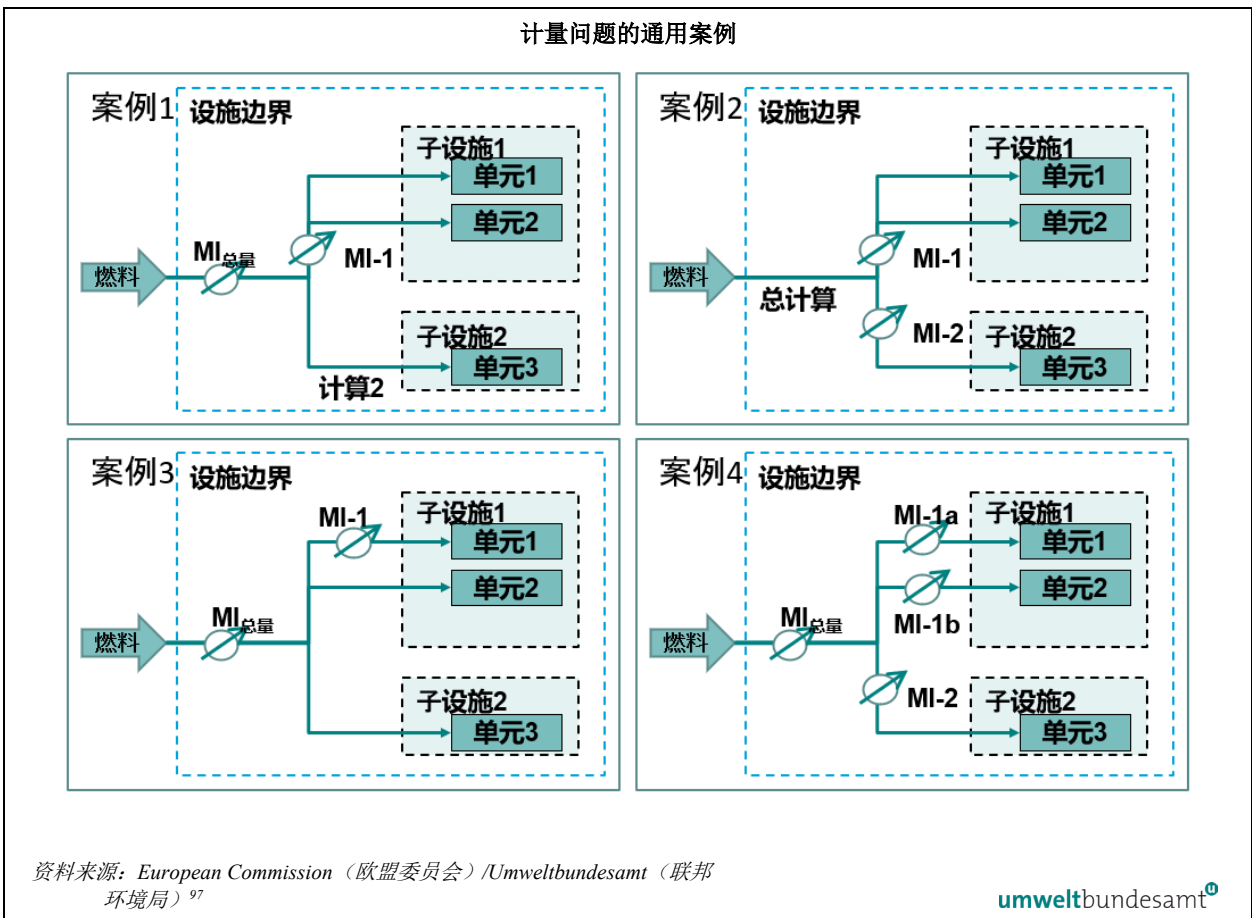 计量问题的通用案例
案例1
设施边界
子设施1
单元1
单元2
MI总量
MI-1
燃料
子设施2
单元3
计算2
案例2
设施边界
子设施1
单元1
单元2
MI-1
燃料
总计算
MI-2
子设施2
单元3
案例3
设施边界
MI-1
子设施1
单元1
单元2
MI总量
燃料
子设施2
单元3
案例4
设施边界
MI-1a
子设施1
单元1
单元2
MI总量
MI-1b
燃料
MI-2
子设施2
单元3
资料来源：European Commission（欧盟委员会）/Umweltbundesamt（联邦
环境局）97
umweltbundesamt
u